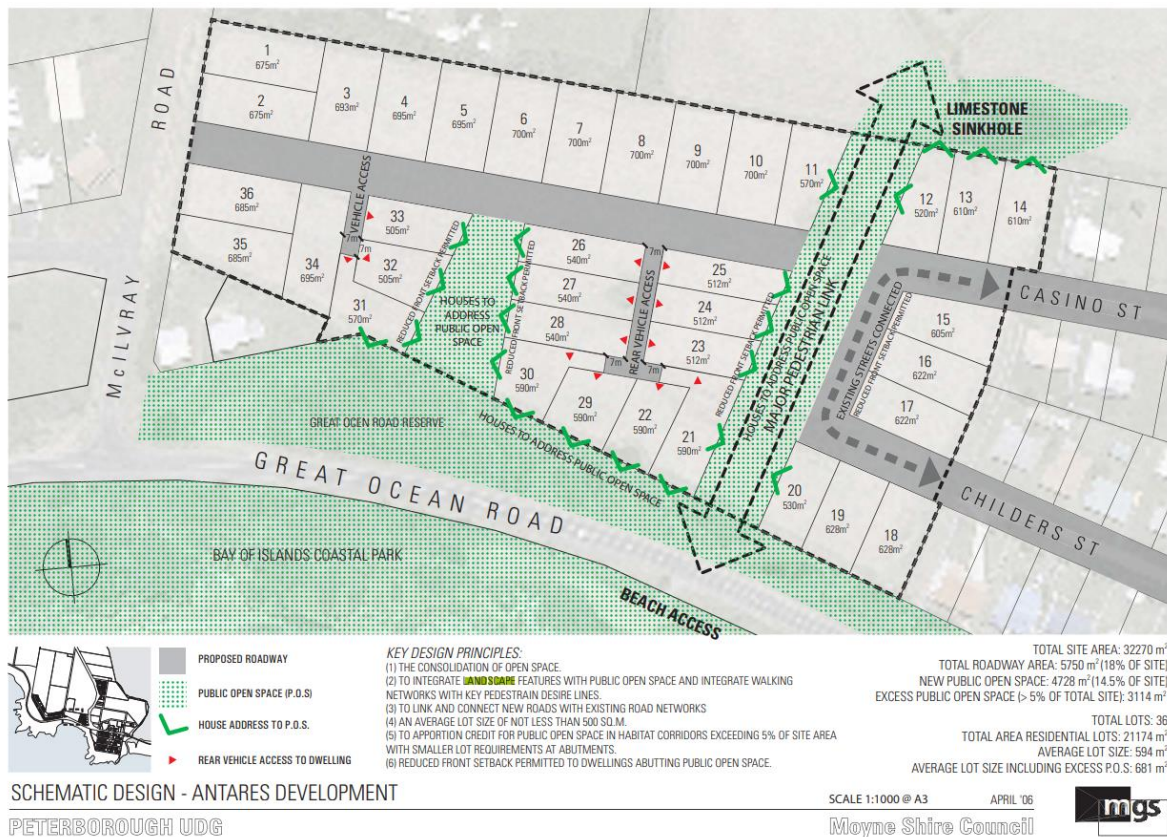 ROAD
McILVRAY
1
675m²
2
675m²
3
693m²
4
695m²
5
695m²
6
700m²
7
700m²
8
700m²
9
700m²
10
700m²
11
570m²
LIMESTONE
SINKHOLE
12
520m²
13
610m²
14
610m²
36
685m²
35
685m²
34
695m²
VEHICLE ACCESS
7m
7m
33
505m²
32
505m²
31
570m²
REDUCED FRONT SETBACK PERMITTED
HOUSES TO
ADDRESS
PUBLIC OPEN
SPACE
REDUCED FRONT SETBACK PERMITTED
26
540m²
27
540m²
28
540m²
30
590m²
29
590m²
7m
REAR VEHICLE ACCESS
7m
7m
25
512m²
24
512m²
23
512m²
22
590m²
21
590m²
REDUCED FRONT SETBACK PERMITTED
HOUSES TO ADDRESS PUBLIC OPEN SPACE
MAJOR PEDESTRIAN LINK
EXISTING STREETS CONNECTED
REDUCED FRONT SETBACK PERMITTED
15
605m²
16
622m²
17
622m²
CASINO ST
20
530m²
19
628m²
18
628m²
CHILDERS ST
GREAT OCEN ROAD RESERVE
HOUSES TO ADDRESS PUBLIC OPEN SPACE
GREAT OCEAN ROAD
BAY OF ISLANDS COASTAL PARK
BEACH ACCESS
PROPOSED ROADWAY
PUBLIC OPEN SPACE (P.O.S)
HOUSE ADDRESS TO P.O.S.
REAR VEHICLE ACCESS TO DWELLING
KEY DESIGN PRINCIPLES:
(1) THE CONSOLIDATION OF OPEN SPACE.
(2) TO INTEGRATE LANDSCAPE FEATURES WITH PUBLIC OPEN SPACE AND INTEGRATE WALKING
NETWORKS WITH KEY PEDESTRAIN DESIRE LINES.
(3) TO LINK AND CONNECT NEW ROADS WITH EXISTING ROAD NETWORKS
(4) AN AVERAGE LOT SIZE OF NOT LESS THAN 500 SQ.M.
(5) TO APPORTION CREDIT FOR PUBLIC OPEN SPACE IN HABITAT CORRIDORS EXCEEDING 5% OF SITE AREA
WITH SMALLER LOT REQUIREMENTS AT ABUTMENTS.
(6) REDUCED FRONT SETBACK PERMITTED TO DWELLINGS ABUTTING PUBLIC OPEN SPACE.
TOTAL SITE AREA: 32270 m²
TOTAL ROADWAY AREA: 5750 m² (18% OF SITE)
NEW PUBLIC OPEN SPACE: 4728 m² (14.5% OF SITE)
EXCESS PUBLIC OPEN SPACE (> 5% OF TOTAL SITE): 3114 m²
TOTAL LOTS: 36
TOTAL AREA RESIDENTIAL LOTS: 21174 m²
AVERAGE LOT SIZE: 594 m²
AVERAGE LOT SIZE INCLUDING EXCESS P.O.S: 681 m²
SCHEMATIC DESIGN - ANTARES DEVELOPMENT
SCALE 1:1000 @ A3
APRIL '06
PETERBOROUGH UDG
Moyne Shire Council
mgs